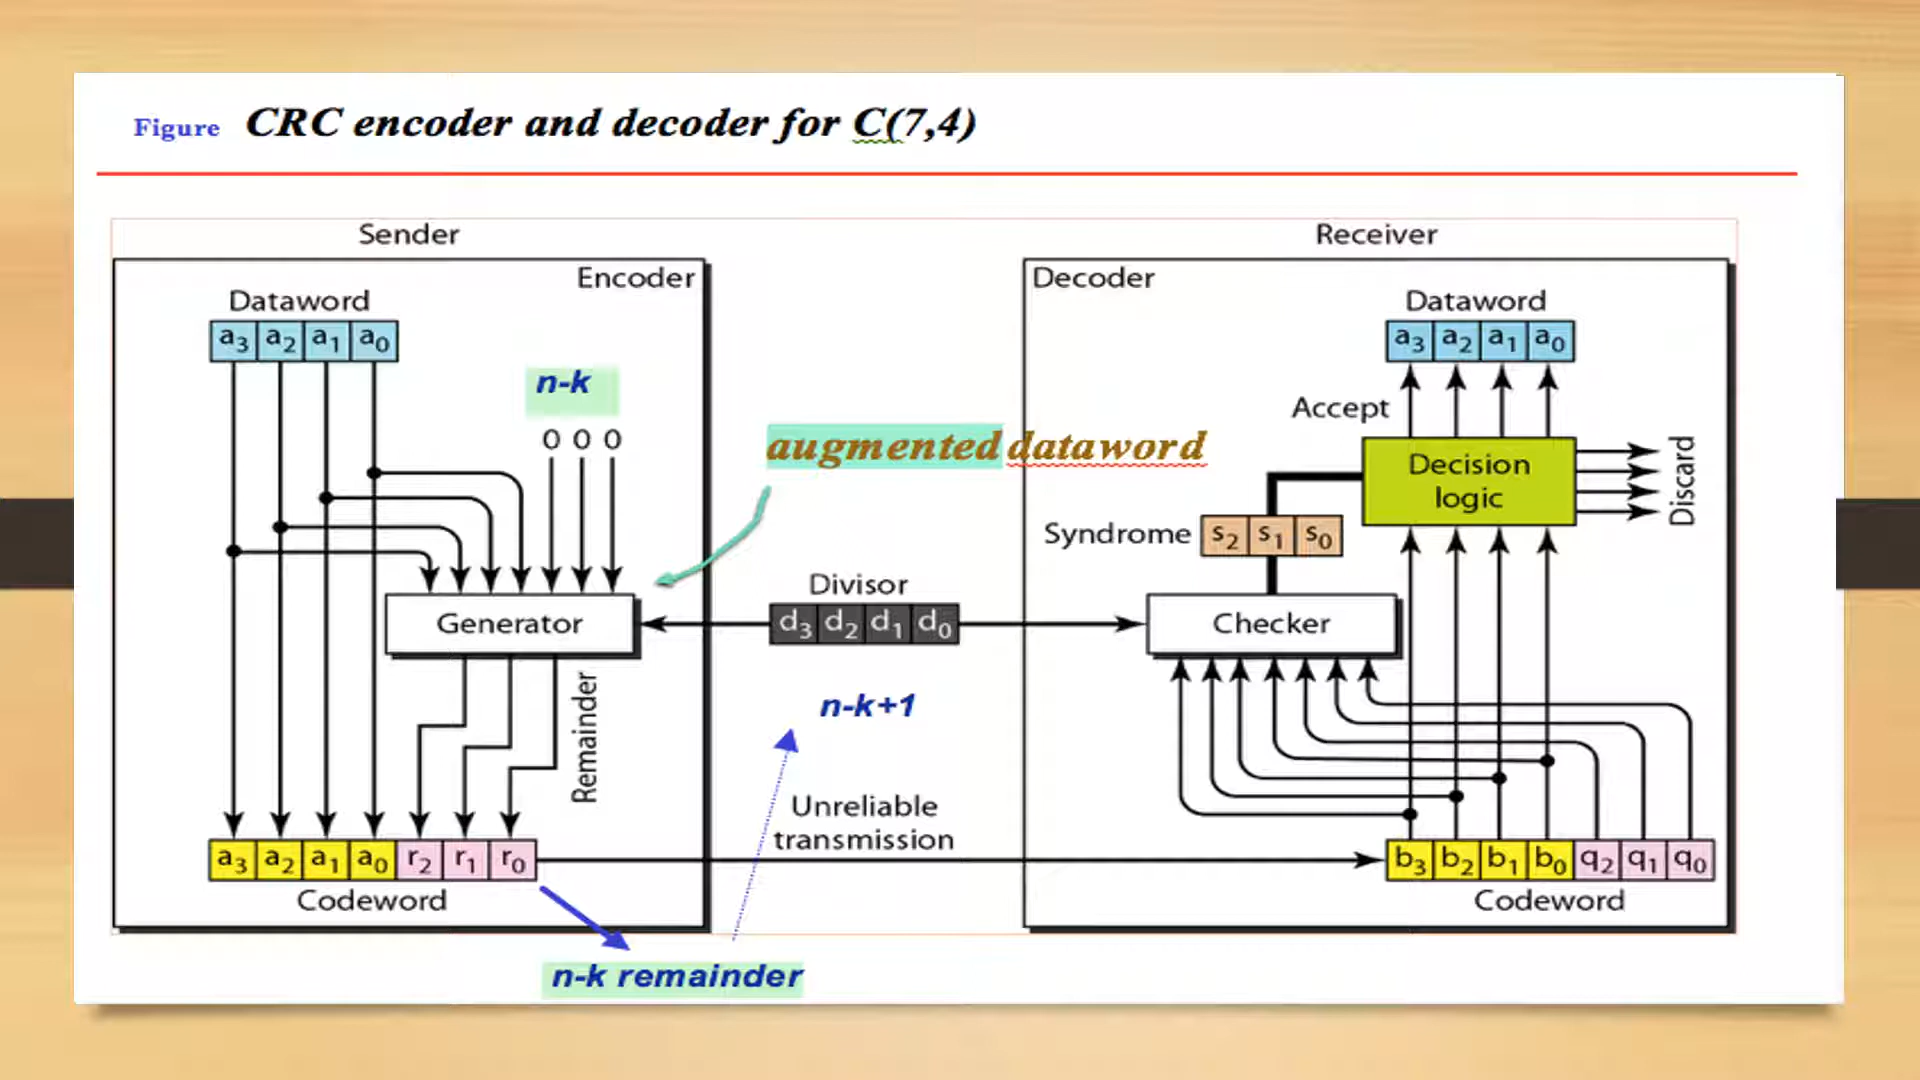 Figure CRC encoder and decoder for C(7,4)
Sender
Receiver
Encoder
Decoder
Dataword
Dataword
a3 a2 a1 a0
a3 a2 a1 a0
n-k
0 0 0
Accept
augmented dataword
Decision
logic
Discard
Syndrome s2 s1 s0
Divisor
Generator
d3 d2 d1 d0
Checker
Remainder
n-k+1
Unreliable
transmission
a3 a2 a1 a0 r2 r1 r0
b3 b2 b1 b0 q2 q1 q0
Codeword
Codeword
n-k remainder